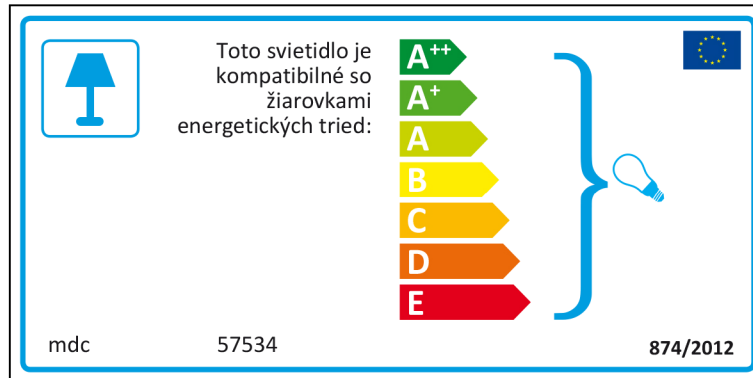 Toto svietidlo je
kompatibilné so
žiarovkami
energetických tried:
A++
A+
A
B
C
D
E
mdc 57534 874/2012